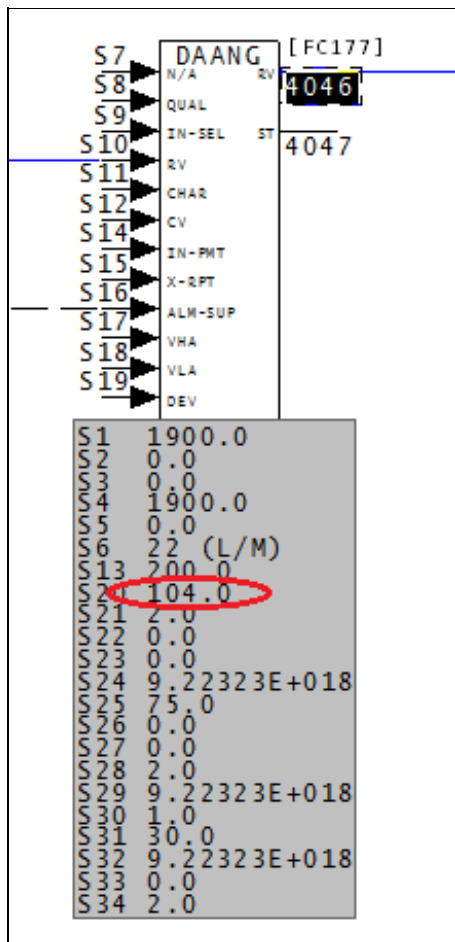 S7 DAANG [FC177]
N/A RV 4046
S8 QUAL
S9 IN-SEL ST 4047
S10 RV
S11 CHAR
S12 CV
S14 IN-PMT
S15 X-RPT
S16 ALM-SUP
S17 VHA
S18 VLA
S19 DEV
S1 1900.0
S2 0.0
S3 0.0
S4 1900.0
S5 0.0
S6 22 (L/M)
S13 200.0
S20 104.0
S21 2.0
S22 0.0
S23 0.0
S24 9.22323E+018
S25 75.0
S26 0.0
S27 0.0
S28 2.0
S29 9.22323E+018
S30 1.0
S31 30.0
S32 9.22323E+018
S33 0.0
S34 2.0